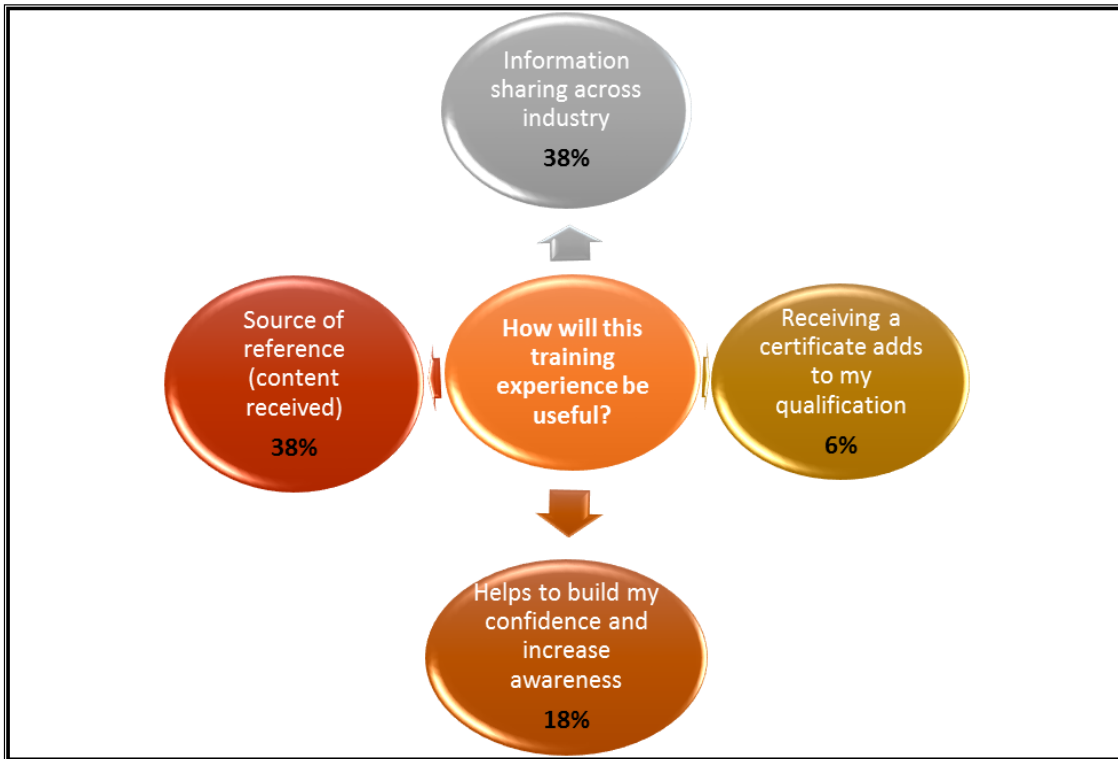 Information
sharing across
industry
38%
Source of
reference
(content
received)
38%
How will this
training
experience be
useful?
Receiving a
certificate adds
to my
qualification
6%
Helps to build my
confidence and
increase
awareness
18%